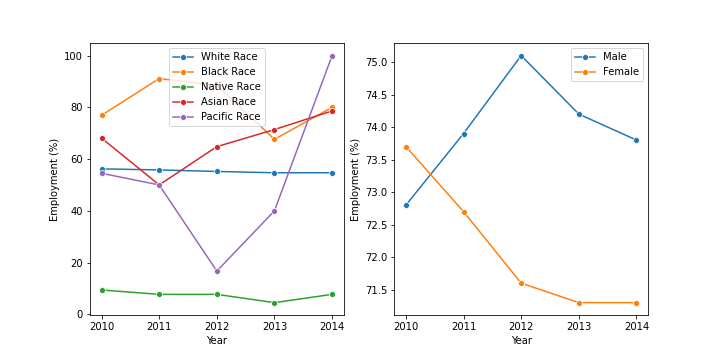 100
80
60
40
20
0
Employment (%)
White Race
Black Race
Native Race
Asian Race
Pacific Race
2010 2011 2012 2013 2014
Year
75.0
74.5
74.0
73.5
73.0
72.5
72.0
71.5
Employment (%)
Male
Female
2010 2011 2012 2013 2014
Year